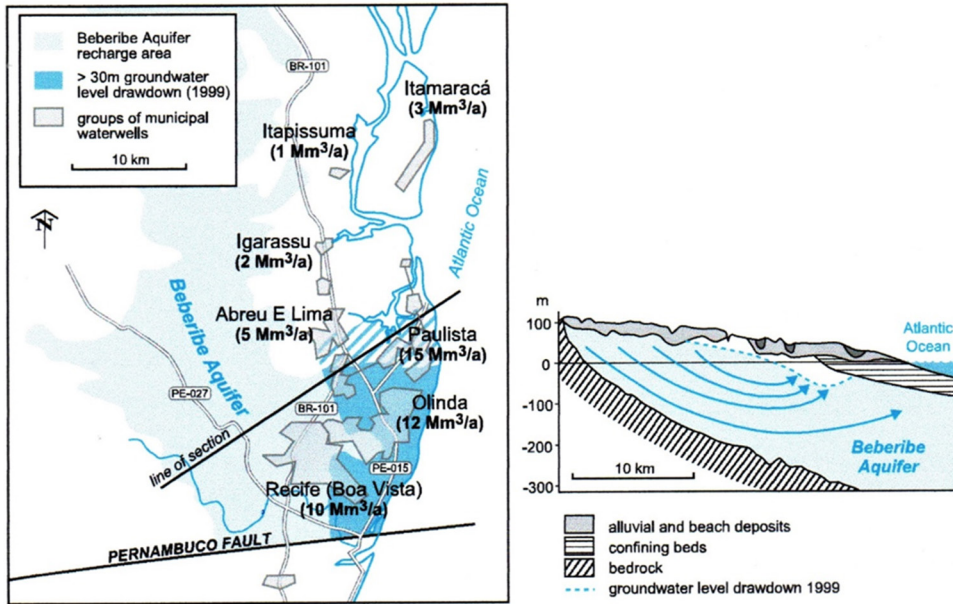 Beberibe Aquifer
recharge area
> 30m groundwater
level drawdown (1999)
groups of municipal
waterwells
10 km
N
BR-101
Itamaracá
(3 Mm³/a)
Itapissuma
(1 Mm³/a)
Atlantic Ocean
Igarassu
(2 Mm³/a)
Beberibe Aquifer
Abreu E Lima
(5 Mm³/a)
Paulista
(15 Mm³/a)
PE-027
BR-101
Olinda
(12 Mm³/a)
line of section
PE-015
Recife (Boa Vista)
(10 Mm³/a)
PERNAMBUCO FAULT
m
100
0
-100
-200
-300
Atlantic
Ocean
Beberibe
Aquifer
10 km
alluvial and beach deposits
confining beds
bedrock
groundwater level drawdown 1999